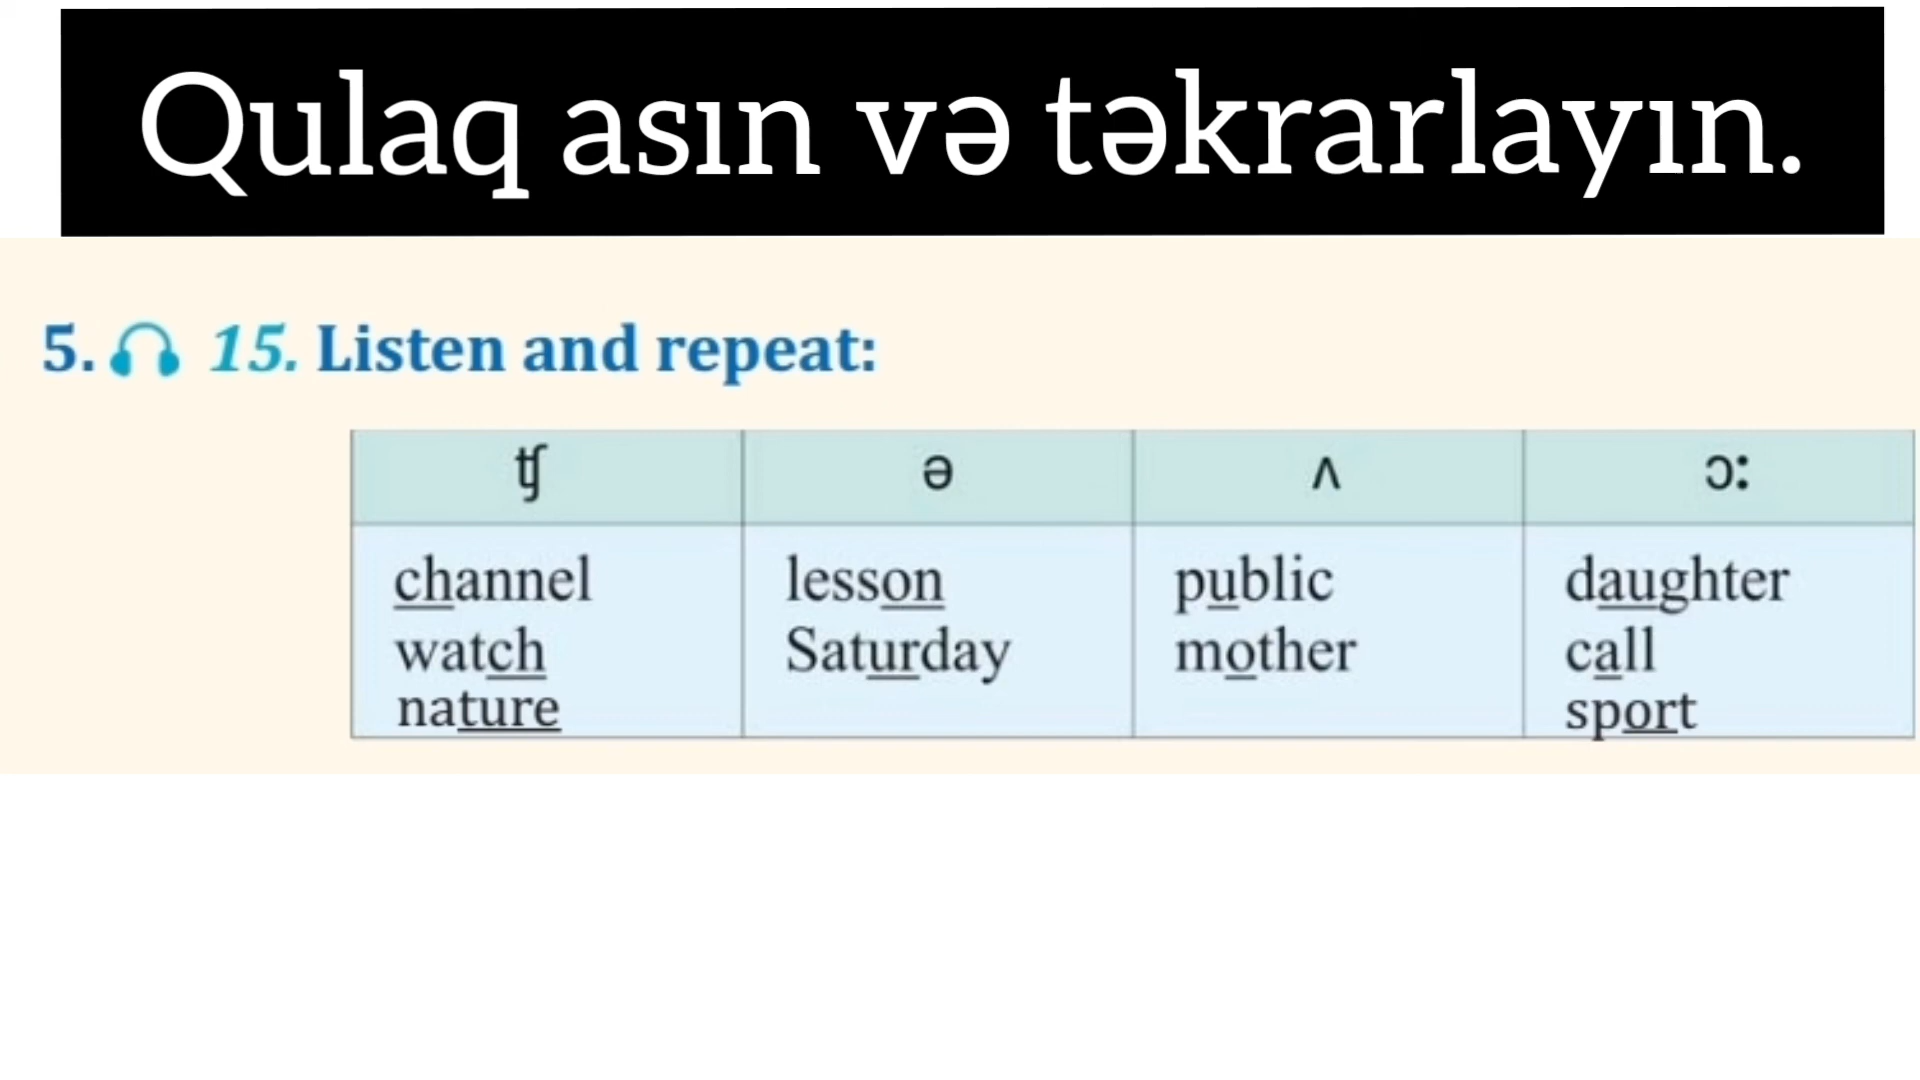 Qulaq asın və təkrarlayın.
5. 15. Listen and repeat:
ʧ ə ʌ ɔː
channel lesson public daughter
watch Saturday mother call
nature sport